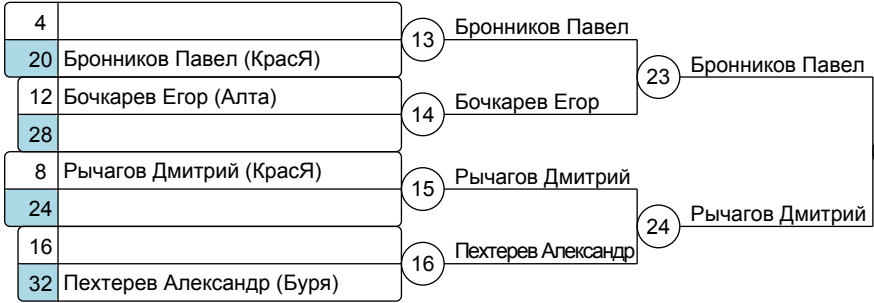 4
20 Бронников Павел (КрасЯ)
12 Бочкарев Егор (Алта)
28
8 Рычагов Дмитрий (КрасЯ)
24
16
32 Пехтерев Александр (Буря)
13 Бронников Павел
14 Бочкарев Егор
15 Рычагов Дмитрий
16 Пехтерев Александр
23 Бронников Павел
24 Рычагов Дмитрий